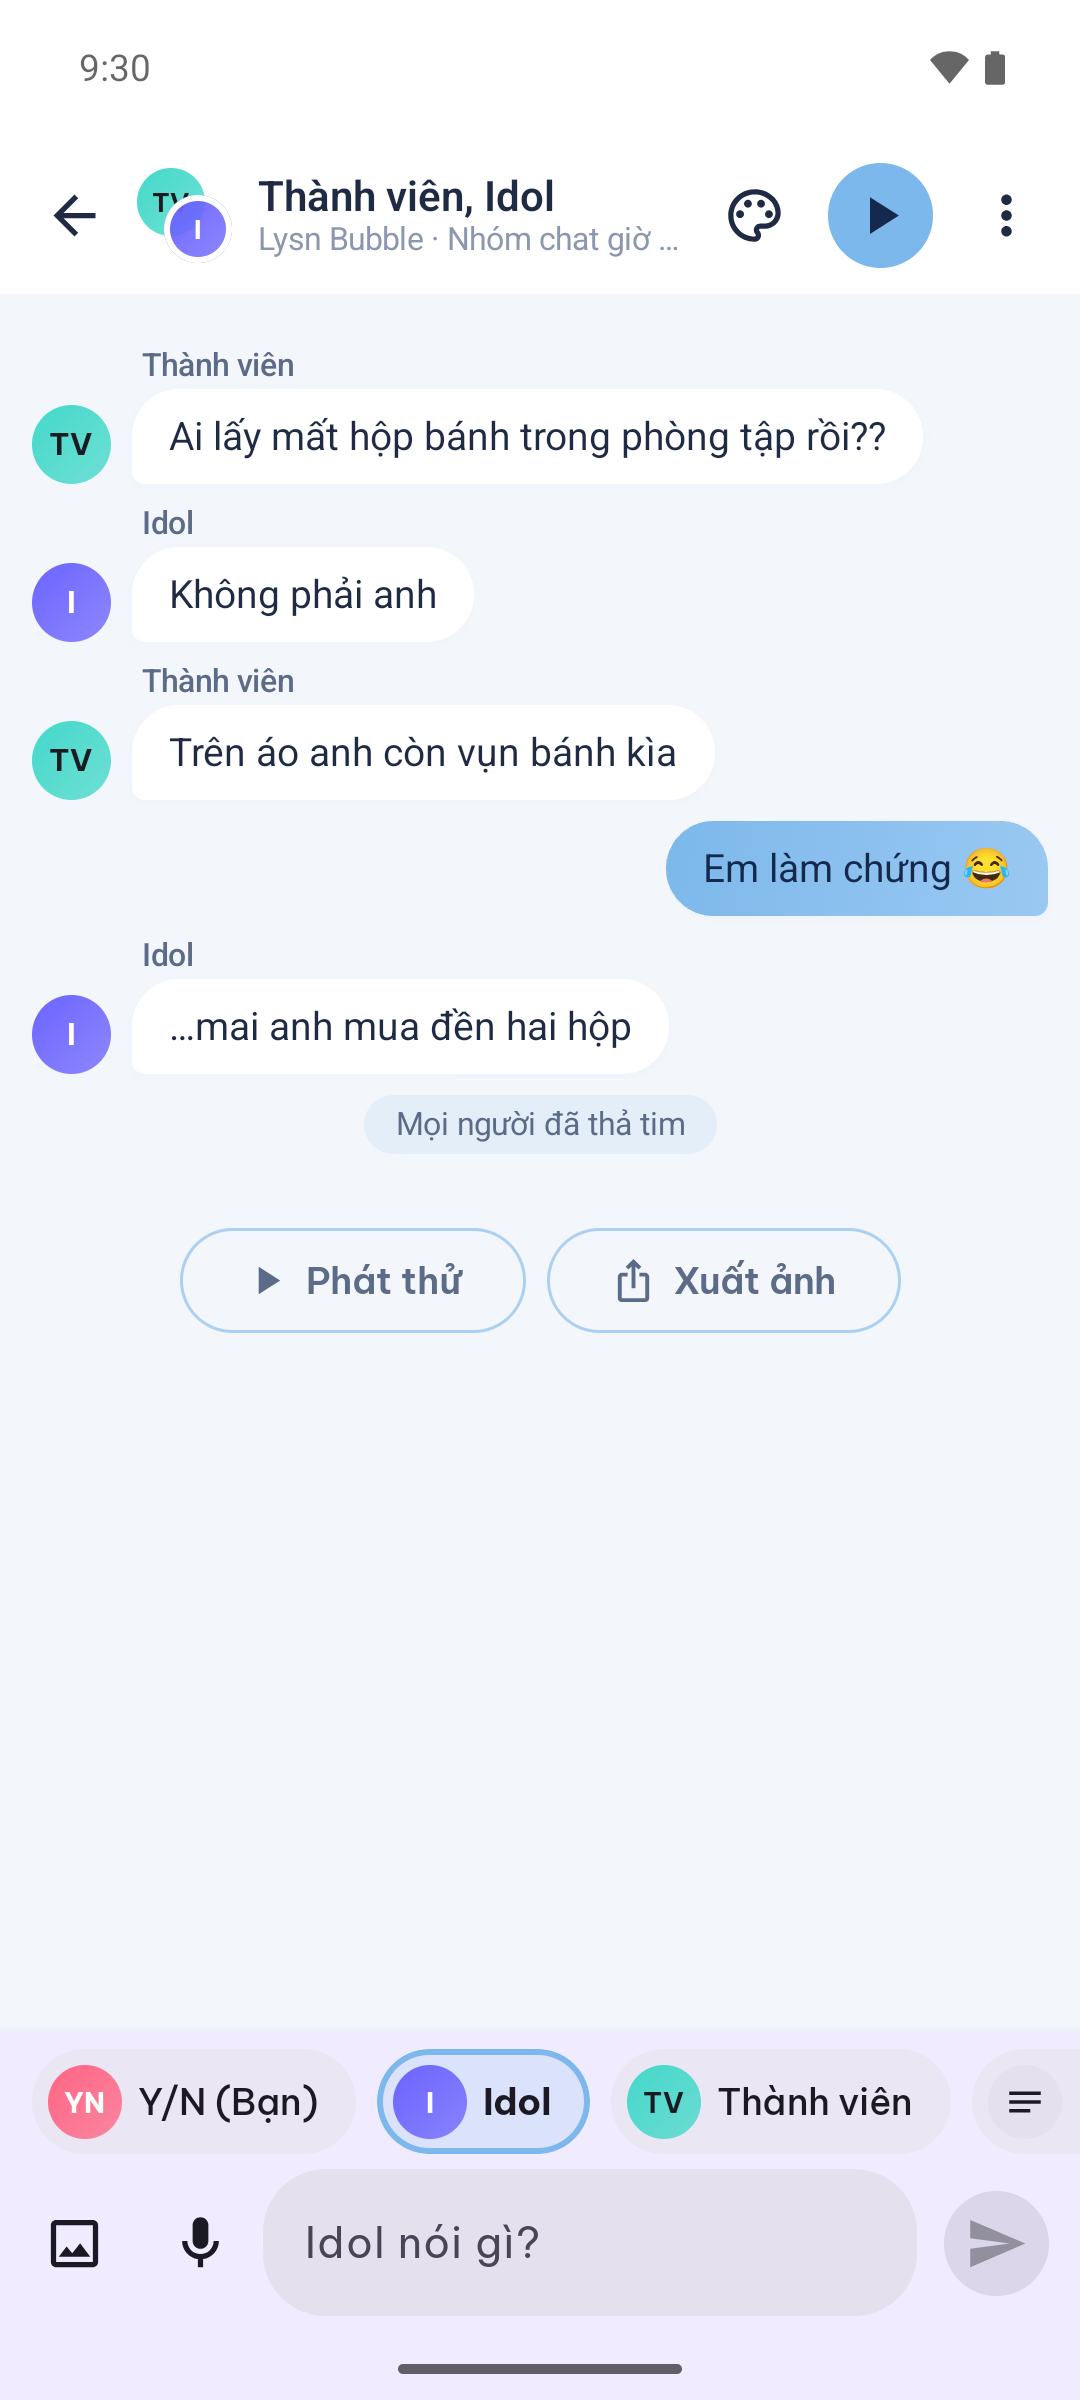 9:30
TV
I
Thành viên, Idol
Lysn Bubble · Nhóm chat giờ ...
Thành viên
TV
Ai lấy mất hộp bánh trong phòng tập rồi??
Idol
I
Không phải anh
Thành viên
TV
Trên áo anh còn vụn bánh kìa
Em làm chứng 😂
Idol
I
...mai anh mua đền hai hộp
Mọi người đã thả tim
Phát thử
Xuất ảnh
YN Y/N (Bạn)
I Idol
TV Thành viên
Idol nói gì?